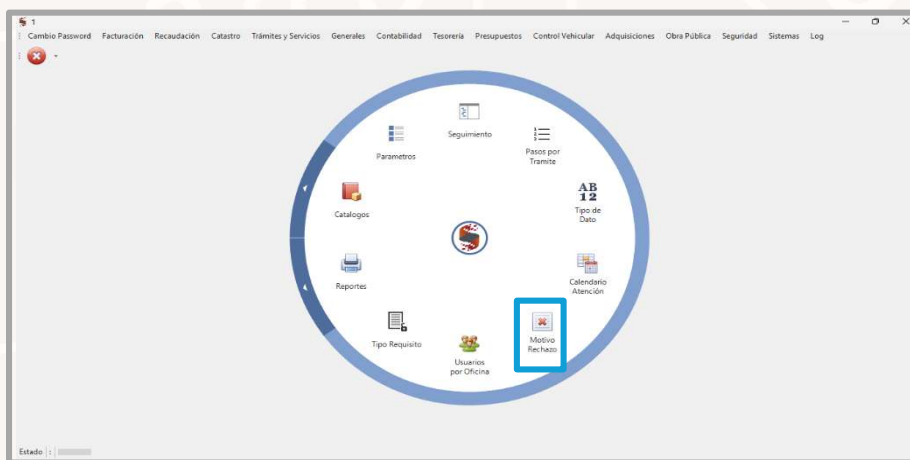 1
Cambio Password Facturación Recaudación Catastro Trámites y Servicios Generales Contabilidad Tesorería Presupuestos Control Vehicular Adquisiciones Obra Pública Seguridad Sistemas Log
Seguimiento
Parametros
Pasos por
Tramite
Catalogos
AB
12
Tipo de
Dato
Reportes
Calendario
Atención
Tipo Requisito
Motivo
Rechazo
Usuarios
por Oficina
Estado :